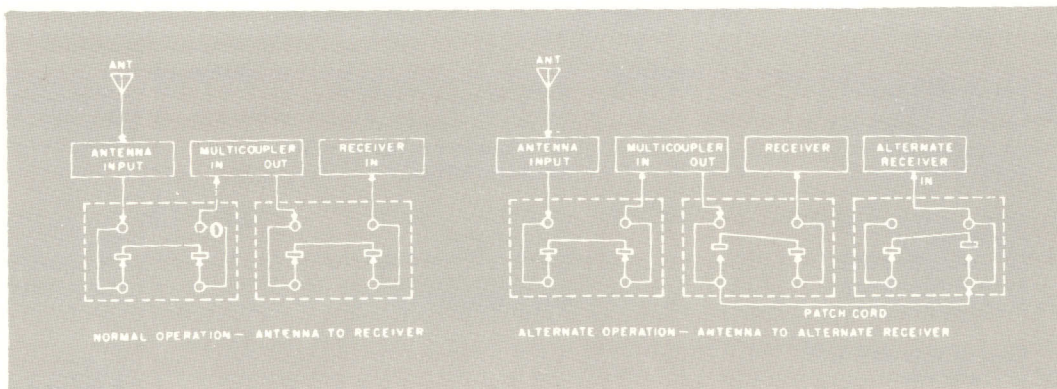 ANT
ANTENNA
INPUT
MULTICOUPLER
IN OUT
RECEIVER
IN
NORMAL OPERATION — ANTENNA TO RECEIVER
ANT
ANTENNA
INPUT
MULTICOUPLER
IN OUT
RECEIVER
ALTERNATE
RECEIVER
IN
PATCH CORD
ALTERNATE OPERATION — ANTENNA TO ALTERNATE RECEIVER